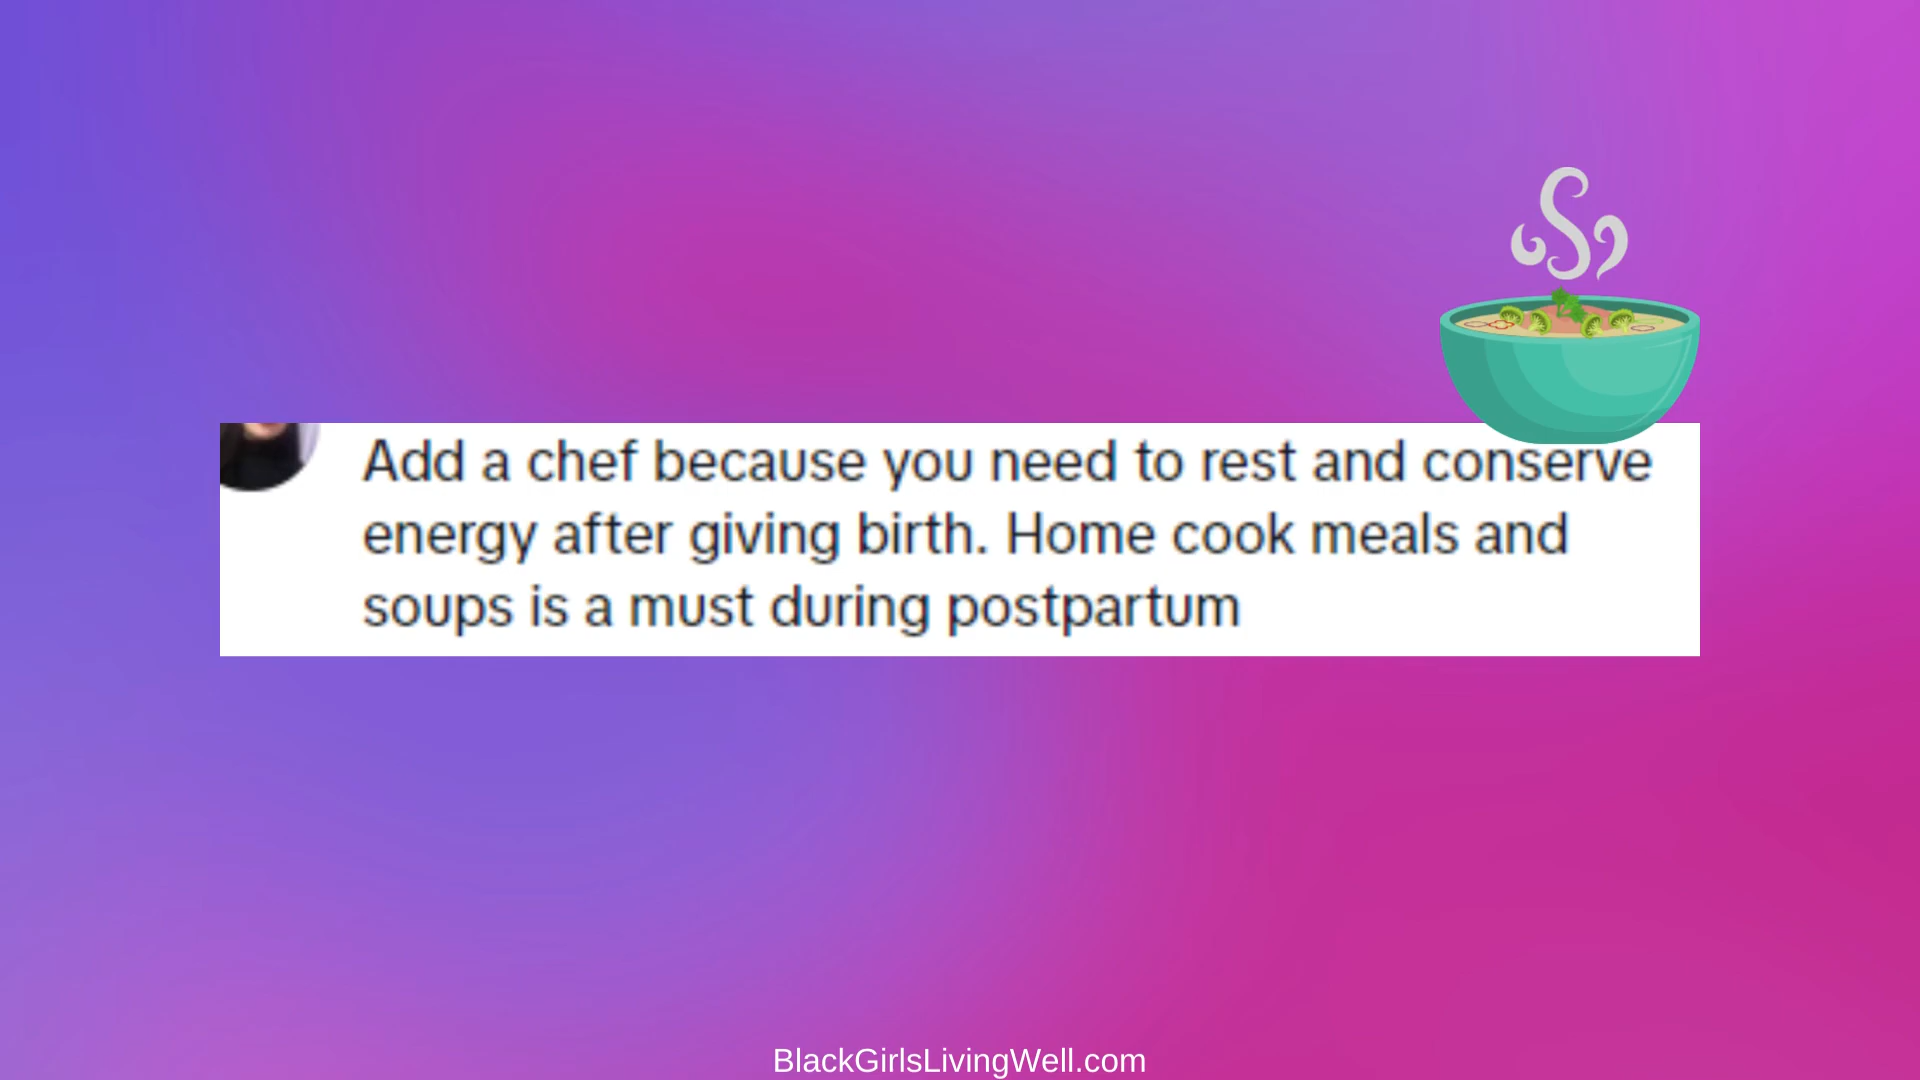 Add a chef because you need to rest and conserve
energy after giving birth. Home cook meals and
soups is a must during postpartum
BlackGirlsLivingWell.com